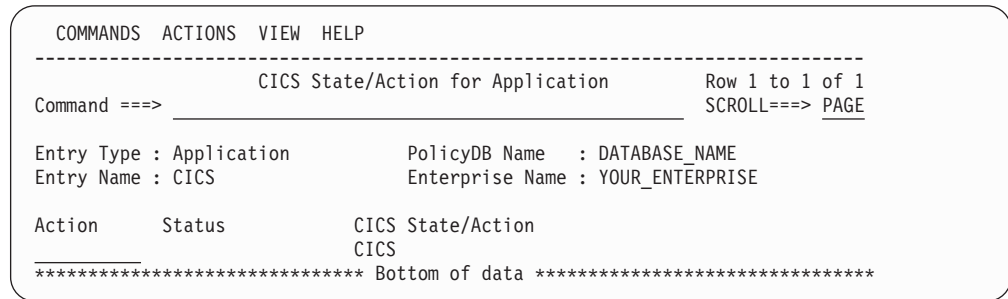 COMMANDS ACTIONS VIEW HELP
-------------------------------------------------------------------------------
CICS State/Action for Application Row 1 to 1 of 1
Command ===> SCROLL===> PAGE
Entry Type : Application PolicyDB Name : DATABASE_NAME
Entry Name : CICS Enterprise Name : YOUR_ENTERPRISE
Action Status CICS State/Action
CICS
******************************* Bottom of data ********************************